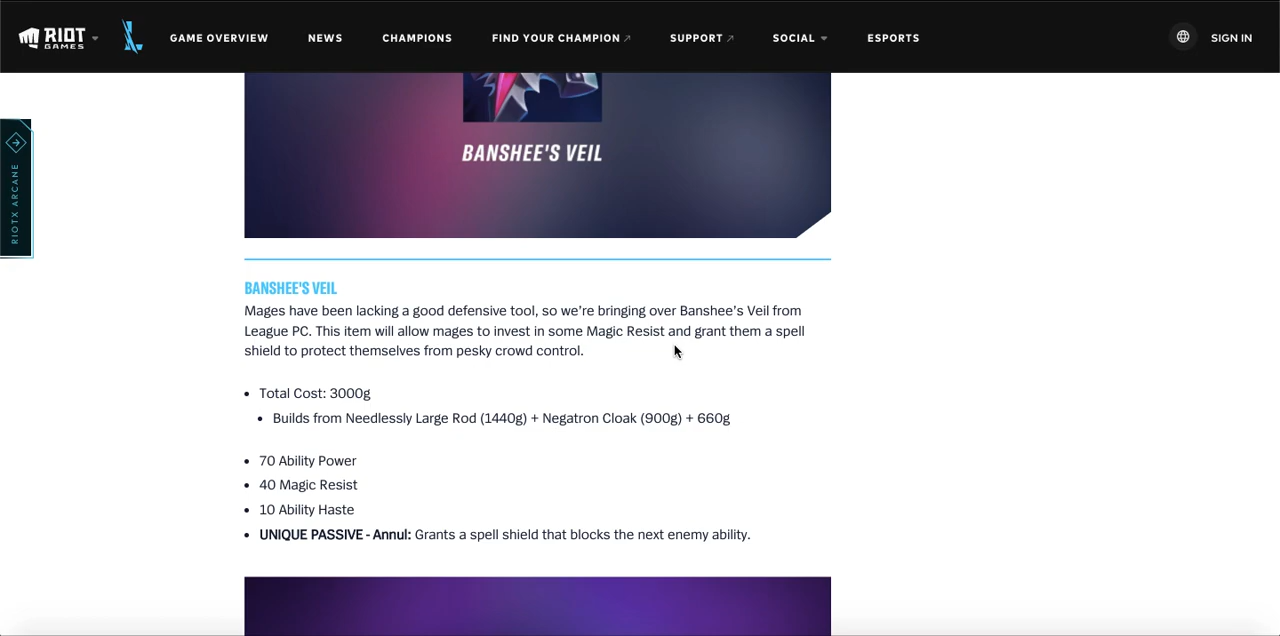 RIOT
GAMES
GAME OVERVIEW
NEWS
CHAMPIONS
FIND YOUR CHAMPION
SUPPORT
SOCIAL
ESPORTS
SIGN IN
RIOTX ARCANE
BANSHEE'S VEIL
BANSHEE'S VEIL
Mages have been lacking a good defensive tool, so we're bringing over Banshee's Veil from
League PC. This item will allow mages to invest in some Magic Resist and grant them a spell
shield to protect themselves from pesky crowd control.
• Total Cost: 3000g
• Builds from Needlessly Large Rod (1440g) + Negatron Cloak (900g) + 660g
• 70 Ability Power
• 40 Magic Resist
• 10 Ability Haste
• UNIQUE PASSIVE - Annul: Grants a spell shield that blocks the next enemy ability.